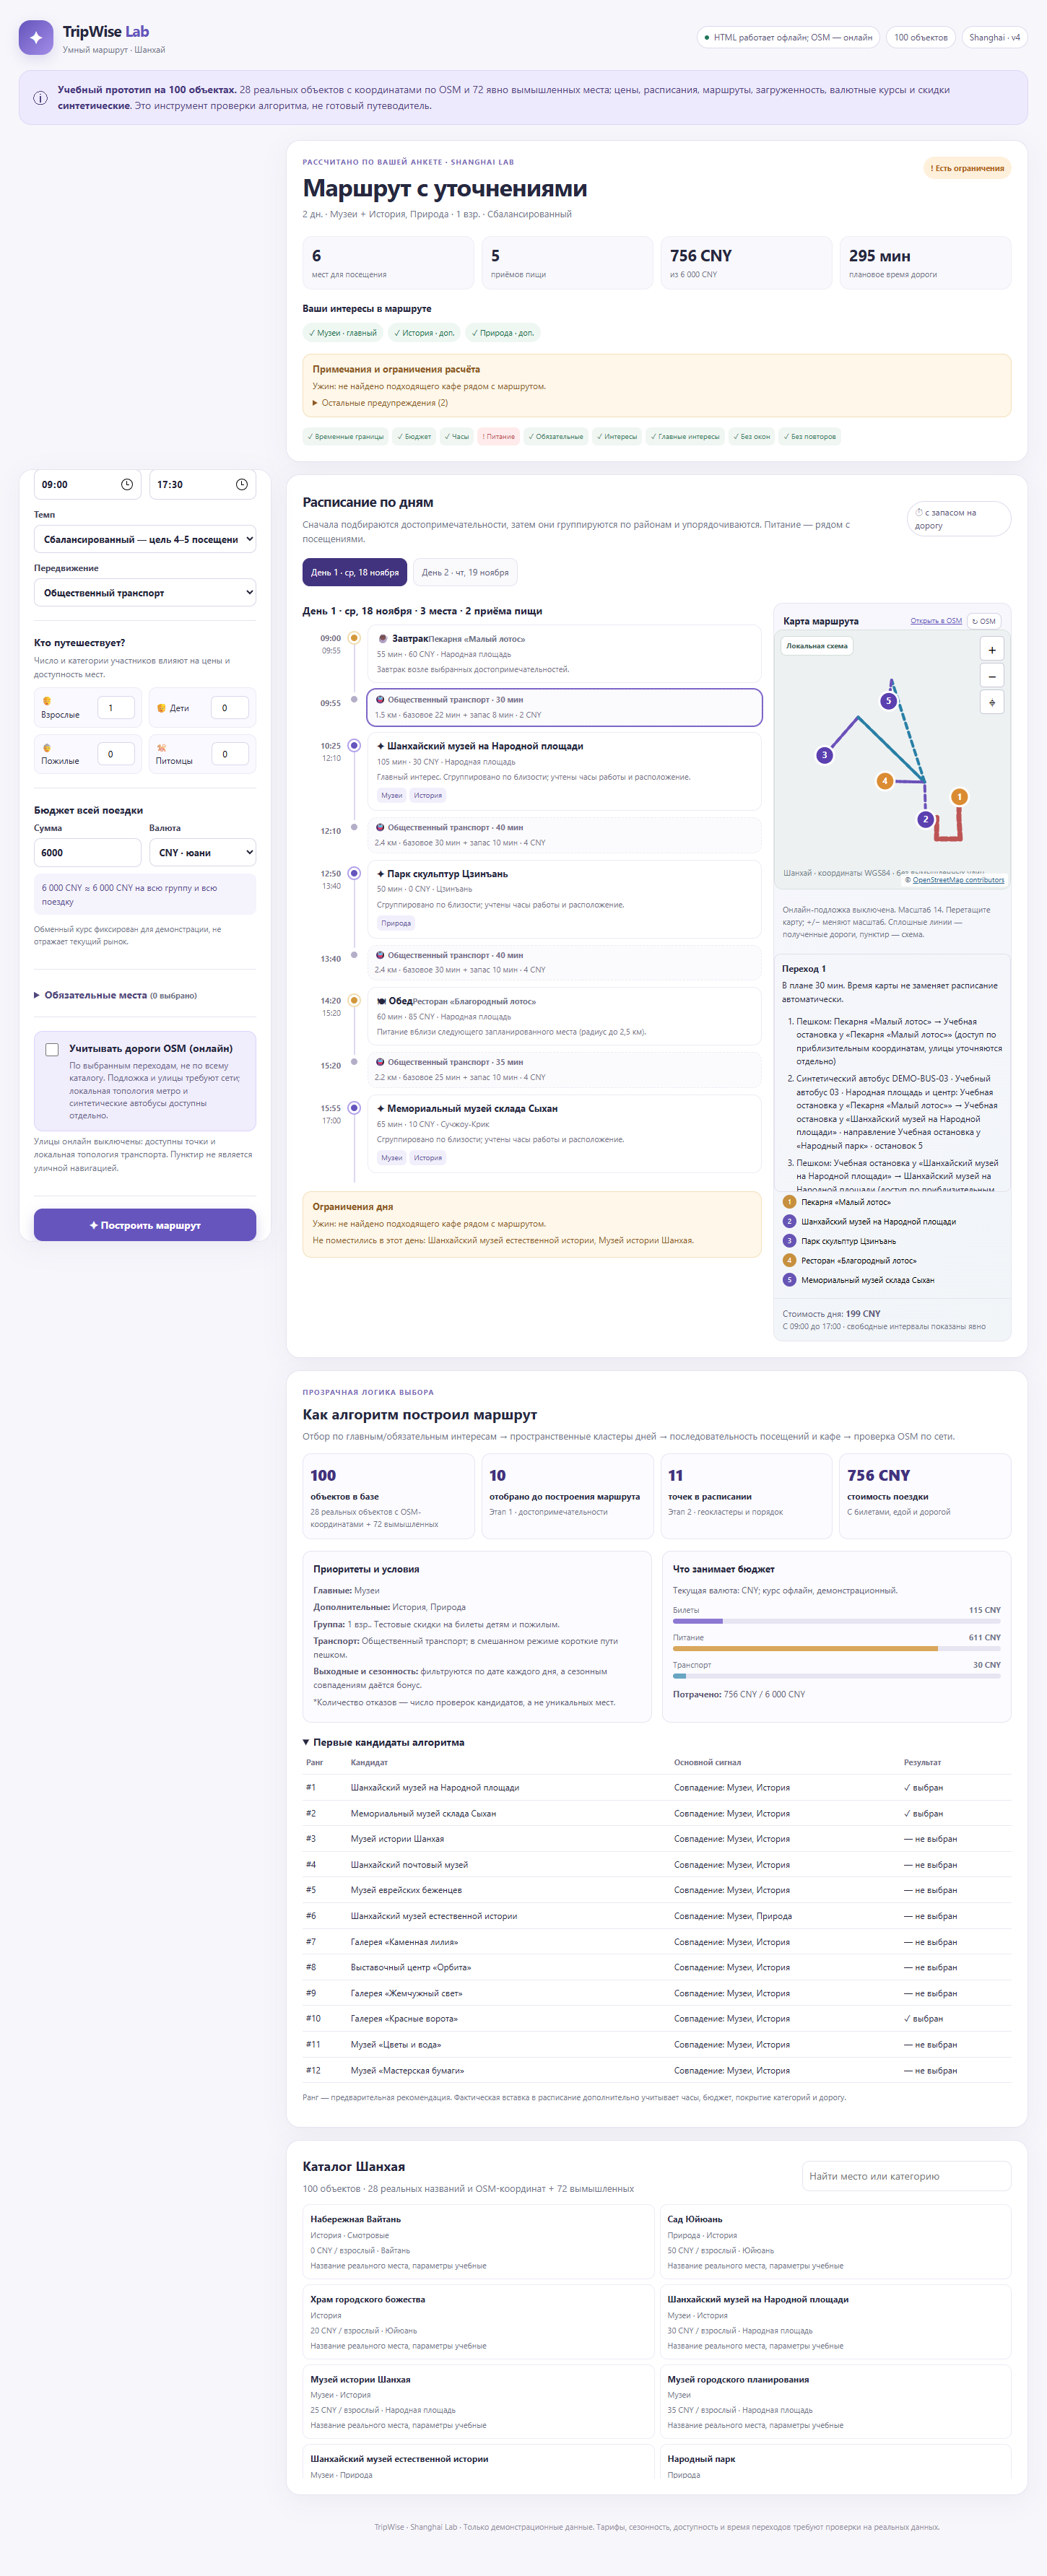 TripWise Lab
Умный маршрут · Шанхай
HTML работает офлайн; OSM — онлайн
100 объектов
Shanghai · v4
Учебный прототип на 100 объектах. 28 реальных объектов с координатами по OSM и 72 явно вымышленных места; цены, расписания, маршруты, загруженность, валютные курсы и скидки
синтетические. Это инструмент проверки алгоритма, не готовый путеводитель.
РАССЧИТАНО ПО ВАШЕЙ АНКЕТЕ · SHANGHAI LAB
! Есть ограничения
Маршрут с уточнениями
2 дн. · Музеи + История, Природа · 1 взр. · Сбалансированный
6
мест для посещения
5
приёмов пищи
756 CNY
из 6 000 CNY
295 мин
плановое время дороги
Ваши интересы в маршруте
✓ Музеи · главный
✓ История · доп.
✓ Природа · доп.
Примечания и ограничения расчёта
Ужин: не найдено подходящего кафе рядом с маршрутом.
▶ Остальные предупреждения (2)
✓ Временные границы
✓ Бюджет
✓ Часы
! Питание
✓ Обязательные
✓ Интересы
✓ Главные интересы
✓ Без окон
✓ Без повторов
09:00
17:30
Темп
Сбалансированный — цель 4–5 посещени
Передвижение
Общественный транспорт
Кто путешествует?
Число и категории участников влияют на цены и
доступность мест.
Взрослые
1
Дети
0
Пожилые
0
Питомцы
0
Бюджет всей поездки
Сумма
Валюта
6000
CNY · юани
6 000 CNY ≈ 6 000 CNY на всю группу и всю
поездку
Обменный курс фиксирован для демонстрации, не
отражает текущий рынок.
▶ Обязательные места (0 выбрано)
Учитывать дороги OSM (онлайн)
По выбранным переходам, не по всему
каталогу. Подложка и улицы требуют сети;
локальная топология метро и
синтетические автобусы доступны
отдельно.
Улицы онлайн выключены: доступны точки и
локальная топология транспорта. Пунктир не является
уличной навигацией.
✦ Построить маршрут
Расписание по дням
Сначала подбираются достопримечательности, затем они группируются по районам и упорядочиваются. Питание — рядом с
посещениями.
⏱ с запасом на
дорогу
День 1 · ср, 18 ноября
День 2 · чт, 19 ноября
День 1 · ср, 18 ноября · 3 места · 2 приёма пищи
09:00
09:55
ЗавтракПекарня «Малый лотос»
55 мин · 60 CNY · Народная площадь
Завтрак возле выбранных достопримечательностей.
09:55
Общественный транспорт · 30 мин
1.5 км · базовое 22 мин + запас 8 мин · 2 CNY
10:25
12:10
✦ Шанхайский музей на Народной площади
105 мин · 30 CNY · Народная площадь
Главный интерес. Сгруппировано по близости; учтены часы работы и расположение.
Музеи
История
12:10
Общественный транспорт · 40 мин
2.4 км · базовое 30 мин + запас 10 мин · 4 CNY
12:50
13:40
✦ Парк скульптур Цзинъань
50 мин · 0 CNY · Цзинъань
Сгруппировано по близости; учтены часы работы и расположение.
Природа
13:40
Общественный транспорт · 40 мин
2.4 км · базовое 30 мин + запас 10 мин · 4 CNY
14:20
15:20
ОбедРесторан «Благородный лотос»
60 мин · 85 CNY · Народная площадь
Питание вблизи следующего запланированного места (радиус до 2,5 км).
15:20
Общественный транспорт · 35 мин
2.2 км · базовое 25 мин + запас 10 мин · 4 CNY
15:55
17:00
✦ Мемориальный музей склада Сыхан
65 мин · 10 CNY · Сучжоу-Крик
Сгруппировано по близости; учтены часы работы и расположение.
Музеи
История
Ограничения дня
Ужин: не найдено подходящего кафе рядом с маршрутом.
Не поместились в этот день: Шанхайский музей естественной истории, Музей истории Шанхая.
Карта маршрута
Открыть в OSM
↻ OSM
Локальная схема
+
−
⌖
5
3
4
1
2
Шанхай · координаты WGS84 · без вымышленных улиц
© OpenStreetMap contributors
Онлайн-подложка выключена. Масштаб 14. Перетащите
карту; +/− меняют масштаб. Сплошные линии —
полученные дороги, пунктир — схема.
Переход 1
В плане 30 мин. Время карты не заменяет расписание
автоматически.
1. Пешком: Пекарня «Малый лотос» → Учебная
остановка у «Пекарня «Малый лотос»» (доступ по
приблизительным координатам, улицы уточняются
отдельно)
2. Синтетический автобус DEMO-BUS-03 · Учебный
автобус 03 · Народная площадь и центр: Учебная
остановка у «Пекарня «Малый лотос»» → Учебная
остановка у «Шанхайский музей на Народной
площади» · направление Учебная остановка у
«Народный парк» · остановок 5
3. Пешком: Учебная остановка у «Шанхайский музей
на Народной площади» → Шанхайский музей на
Народной площади (доступ по приблизительным
1 Пекарня «Малый лотос»
2 Шанхайский музей на Народной площади
3 Парк скульптур Цзинъань
4 Ресторан «Благородный лотос»
5 Мемориальный музей склада Сыхан
Стоимость дня: 199 CNY
С 09:00 до 17:00 · свободные интервалы показаны явно
ПРОЗРАЧНАЯ ЛОГИКА ВЫБОРА
Как алгоритм построил маршрут
Отбор по главным/обязательным интересам → пространственные кластеры дней → последовательность посещений и кафе → проверка OSM по сети.
100
объектов в базе
28 реальных объектов с OSM-
координатами + 72 вымышленных
10
отобрано до построения маршрута
Этап 1 · достопримечательности
11
точек в расписании
Этап 2 · геокластеры и порядок
756 CNY
стоимость поездки
С билетами, едой и дорогой
Приоритеты и условия
Главные: Музеи
Дополнительные: История, Природа
Группа: 1 взр.. Тестовые скидки на билеты детям и пожилым.
Транспорт: Общественный транспорт; в смешанном режиме короткие пути
пешком.
Выходные и сезонность: фильтруются по дате каждого дня, а сезонным
совпадениям даётся бонус.
*Количество отказов — число проверок кандидатов, а не уникальных мест.
Что занимает бюджет
Текущая валюта: CNY; курс офлайн, демонстрационный.
Билеты 115 CNY
Питание 611 CNY
Транспорт 30 CNY
Потрачено: 756 CNY / 6 000 CNY
▼ Первые кандидаты алгоритма
Ранг Кандидат Основной сигнал Результат
#1 Шанхайский музей на Народной площади Совпадение: Музеи, История ✓ выбран
#2 Мемориальный музей склада Сыхан Совпадение: Музеи, История ✓ выбран
#3 Музей истории Шанхая Совпадение: Музеи, История — не выбран
#4 Шанхайский почтовый музей Совпадение: Музеи, История — не выбран
#5 Музей еврейских беженцев Совпадение: Музеи, История — не выбран
#6 Шанхайский музей естественной истории Совпадение: Музеи, Природа — не выбран
#7 Галерея «Каменная лилия» Совпадение: Музеи, История — не выбран
#8 Выставочный центр «Орбита» Совпадение: Музеи, История — не выбран
#9 Галерея «Жемчужный свет» Совпадение: Музеи, История — не выбран
#10 Галерея «Красные ворота» Совпадение: Музеи, История ✓ выбран
#11 Музей «Цветы и вода» Совпадение: Музеи, История — не выбран
#12 Музей «Мастерская бумаги» Совпадение: Музеи, История — не выбран
Ранг — предварительная рекомендация. Фактическая вставка в расписание дополнительно учитывает часы, бюджет, покрытие категорий и дорогу.
Каталог Шанхая
100 объектов · 28 реальных названий и OSM-координат + 72 вымышленных
Найти место или категорию
Набережная Вайтань
История · Смотровые
0 CNY / взрослый · Вайтань
Название реального места, параметры учебные
Сад Юйюань
Природа · История
50 CNY / взрослый · Юйюань
Название реального места, параметры учебные
Храм городского божества
История
20 CNY / взрослый · Юйюань
Название реального места, параметры учебные
Шанхайский музей на Народной площади
Музеи · История
30 CNY / взрослый · Народная площадь
Название реального места, параметры учебные
Музей истории Шанхая
Музеи · История
25 CNY / взрослый · Народная площадь
Название реального места, параметры учебные
Музей городского планирования
Музеи
35 CNY / взрослый · Народная площадь
Название реального места, параметры учебные
Шанхайский музей естественной истории
Музеи · Природа
Народный парк
Природа
TripWise · Shanghai Lab · Только демонстрационные данные. Тарифы, сезонность, доступность и время переходов требуют проверки на реальных данных.